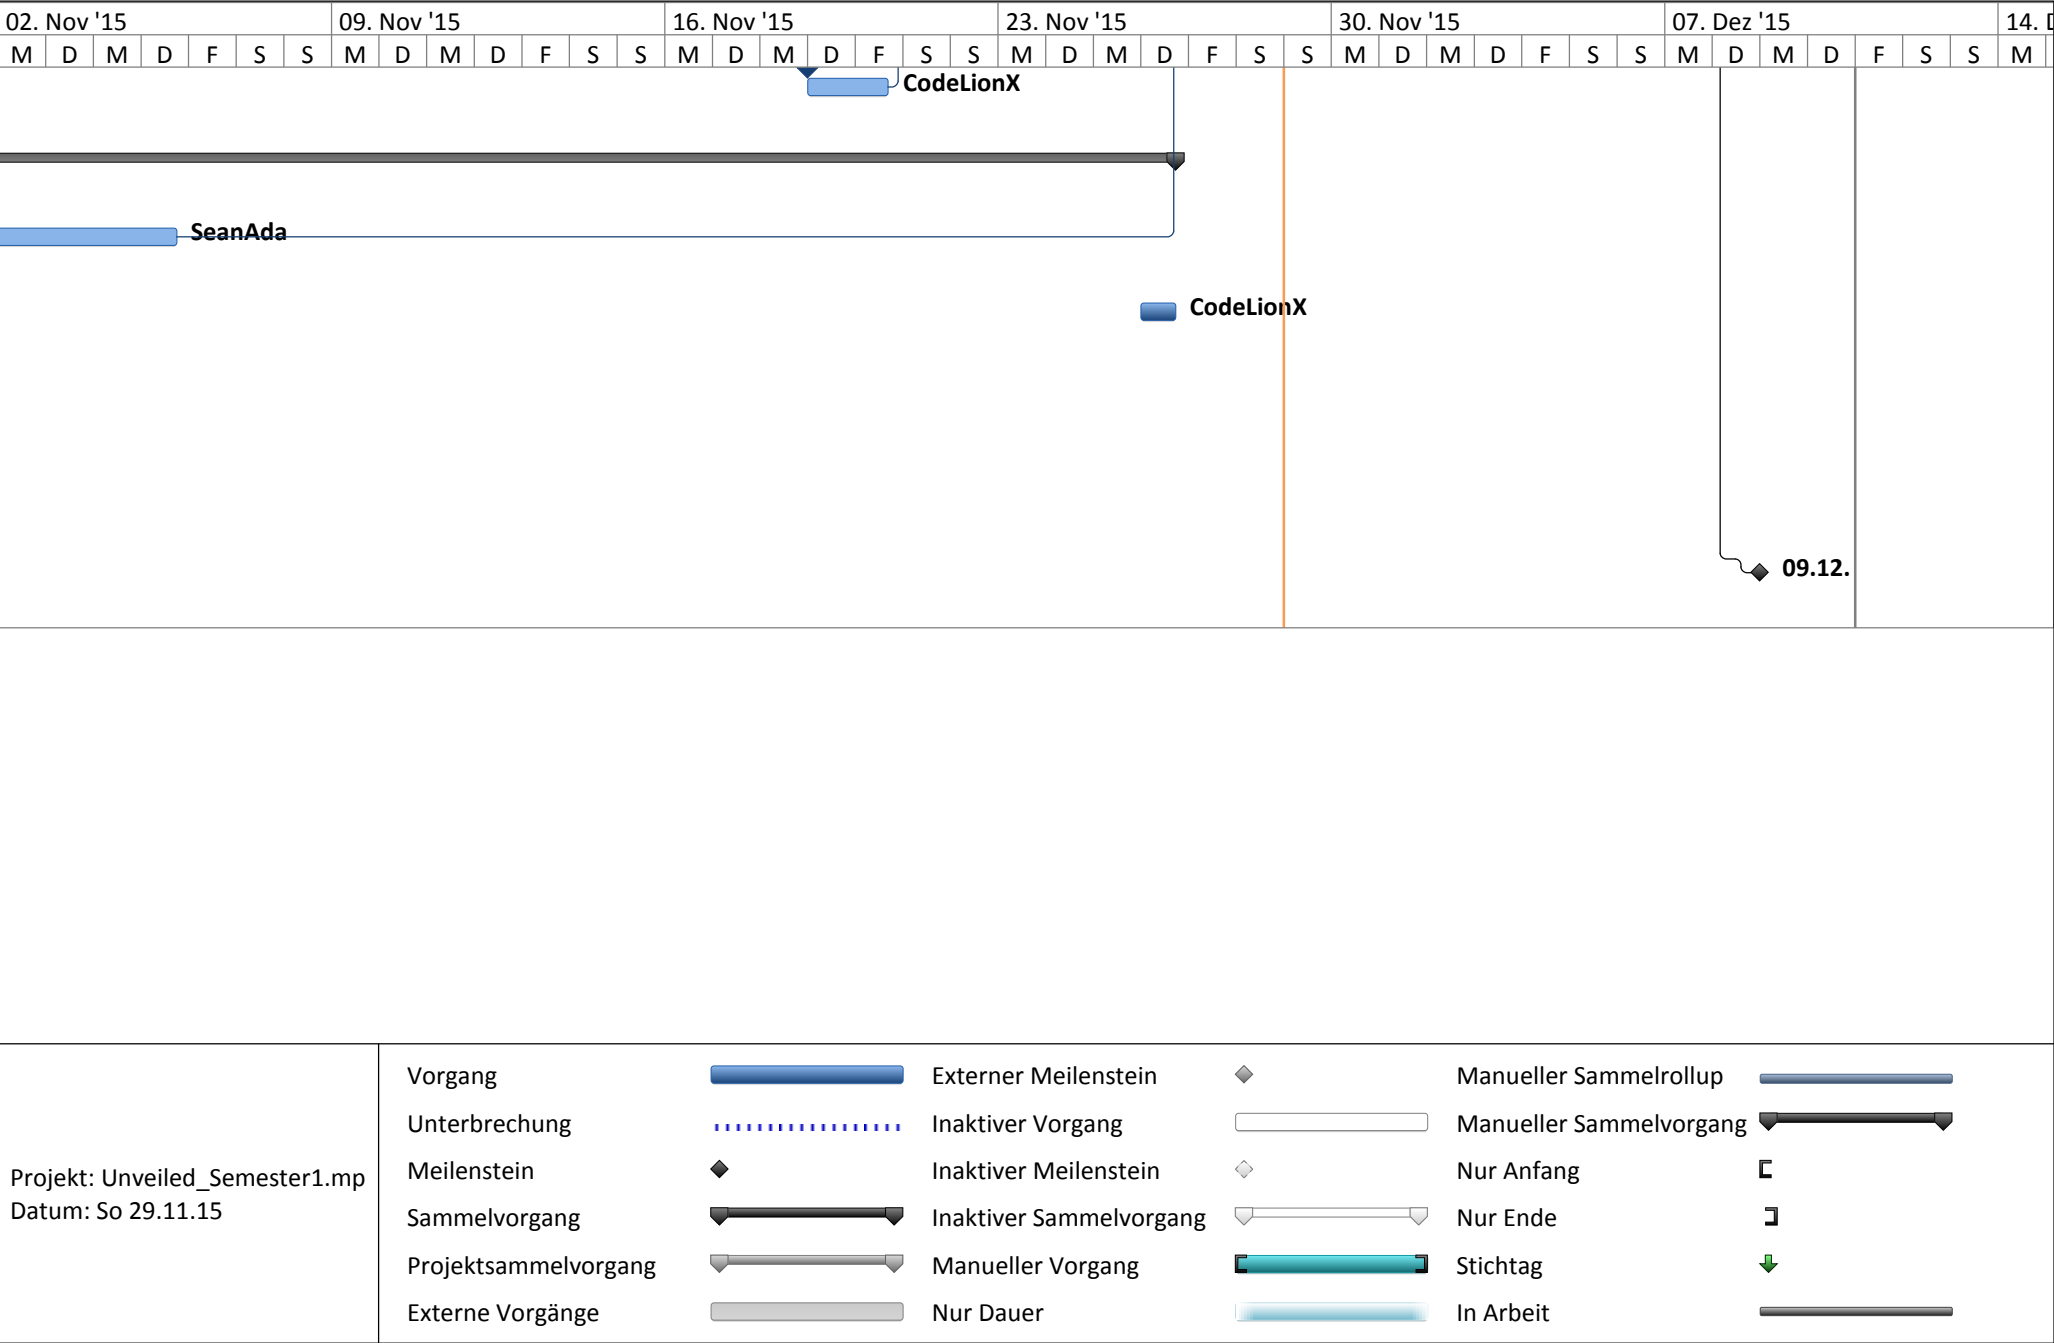 02. Nov '15 09. Nov '15 16. Nov '15 23. Nov '15 30. Nov '15 07. Dez '15 14.
M D M D F S S M D M D F S S M D M D F S S M D M D F S S M D M D F S S M D M D F S S M
CodeLionX
SeanAda
CodeLionX
09.12.
Vorgang Externer Meilenstein Manueller Sammelrollup
Unterbrechung Inaktiver Vorgang Manueller Sammelvorgang
Meilenstein Inaktiver Meilenstein Nur Anfang
Projekt: Unveiled_Semester1.mp
Datum: So 29.11.15
Sammelvorgang Inaktiver Sammelvorgang Nur Ende
Projektsammelvorgang Manueller Vorgang Stichtag
Externe Vorgänge Nur Dauer In Arbeit